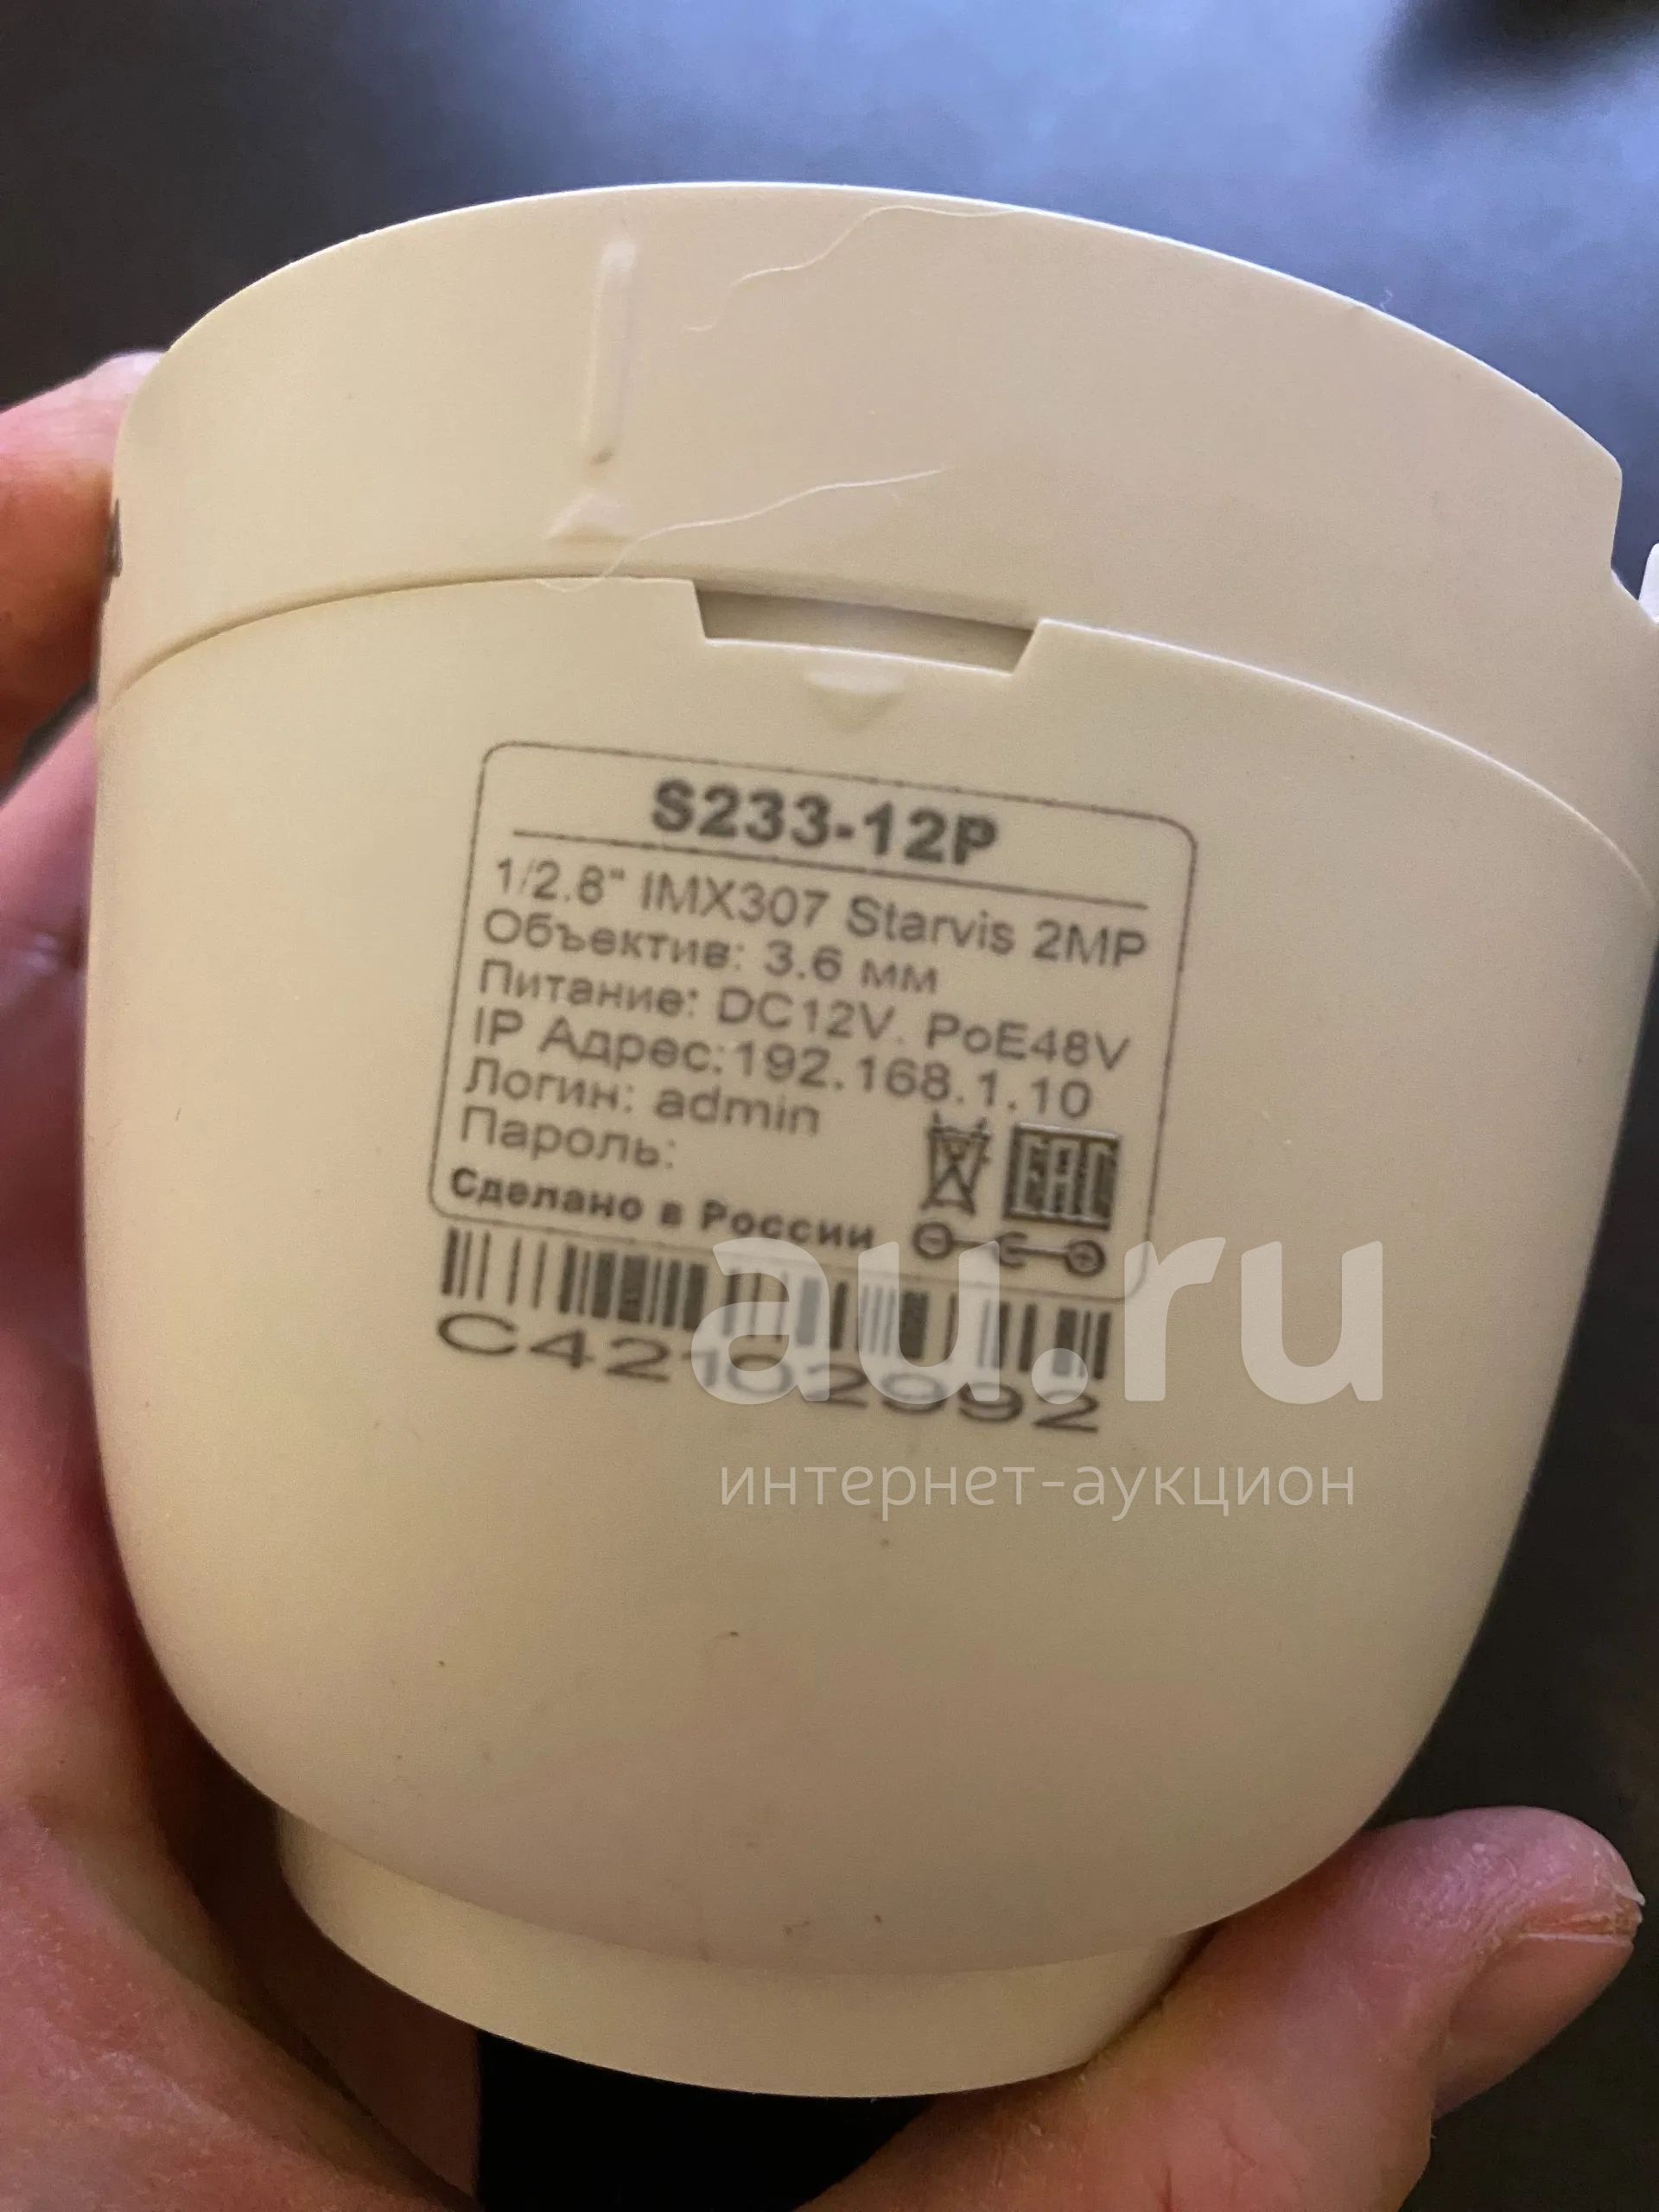 S233-12P
1/2.8" IMX307 Starvis 2MP
Объектив: 3.6 мм
Питание: DC12V. PoE48V
IP Адрес:192.168.1.10
Логин: admin
Пароль:
Сделано в России
C42102992
au.ru
интернет-аукцион